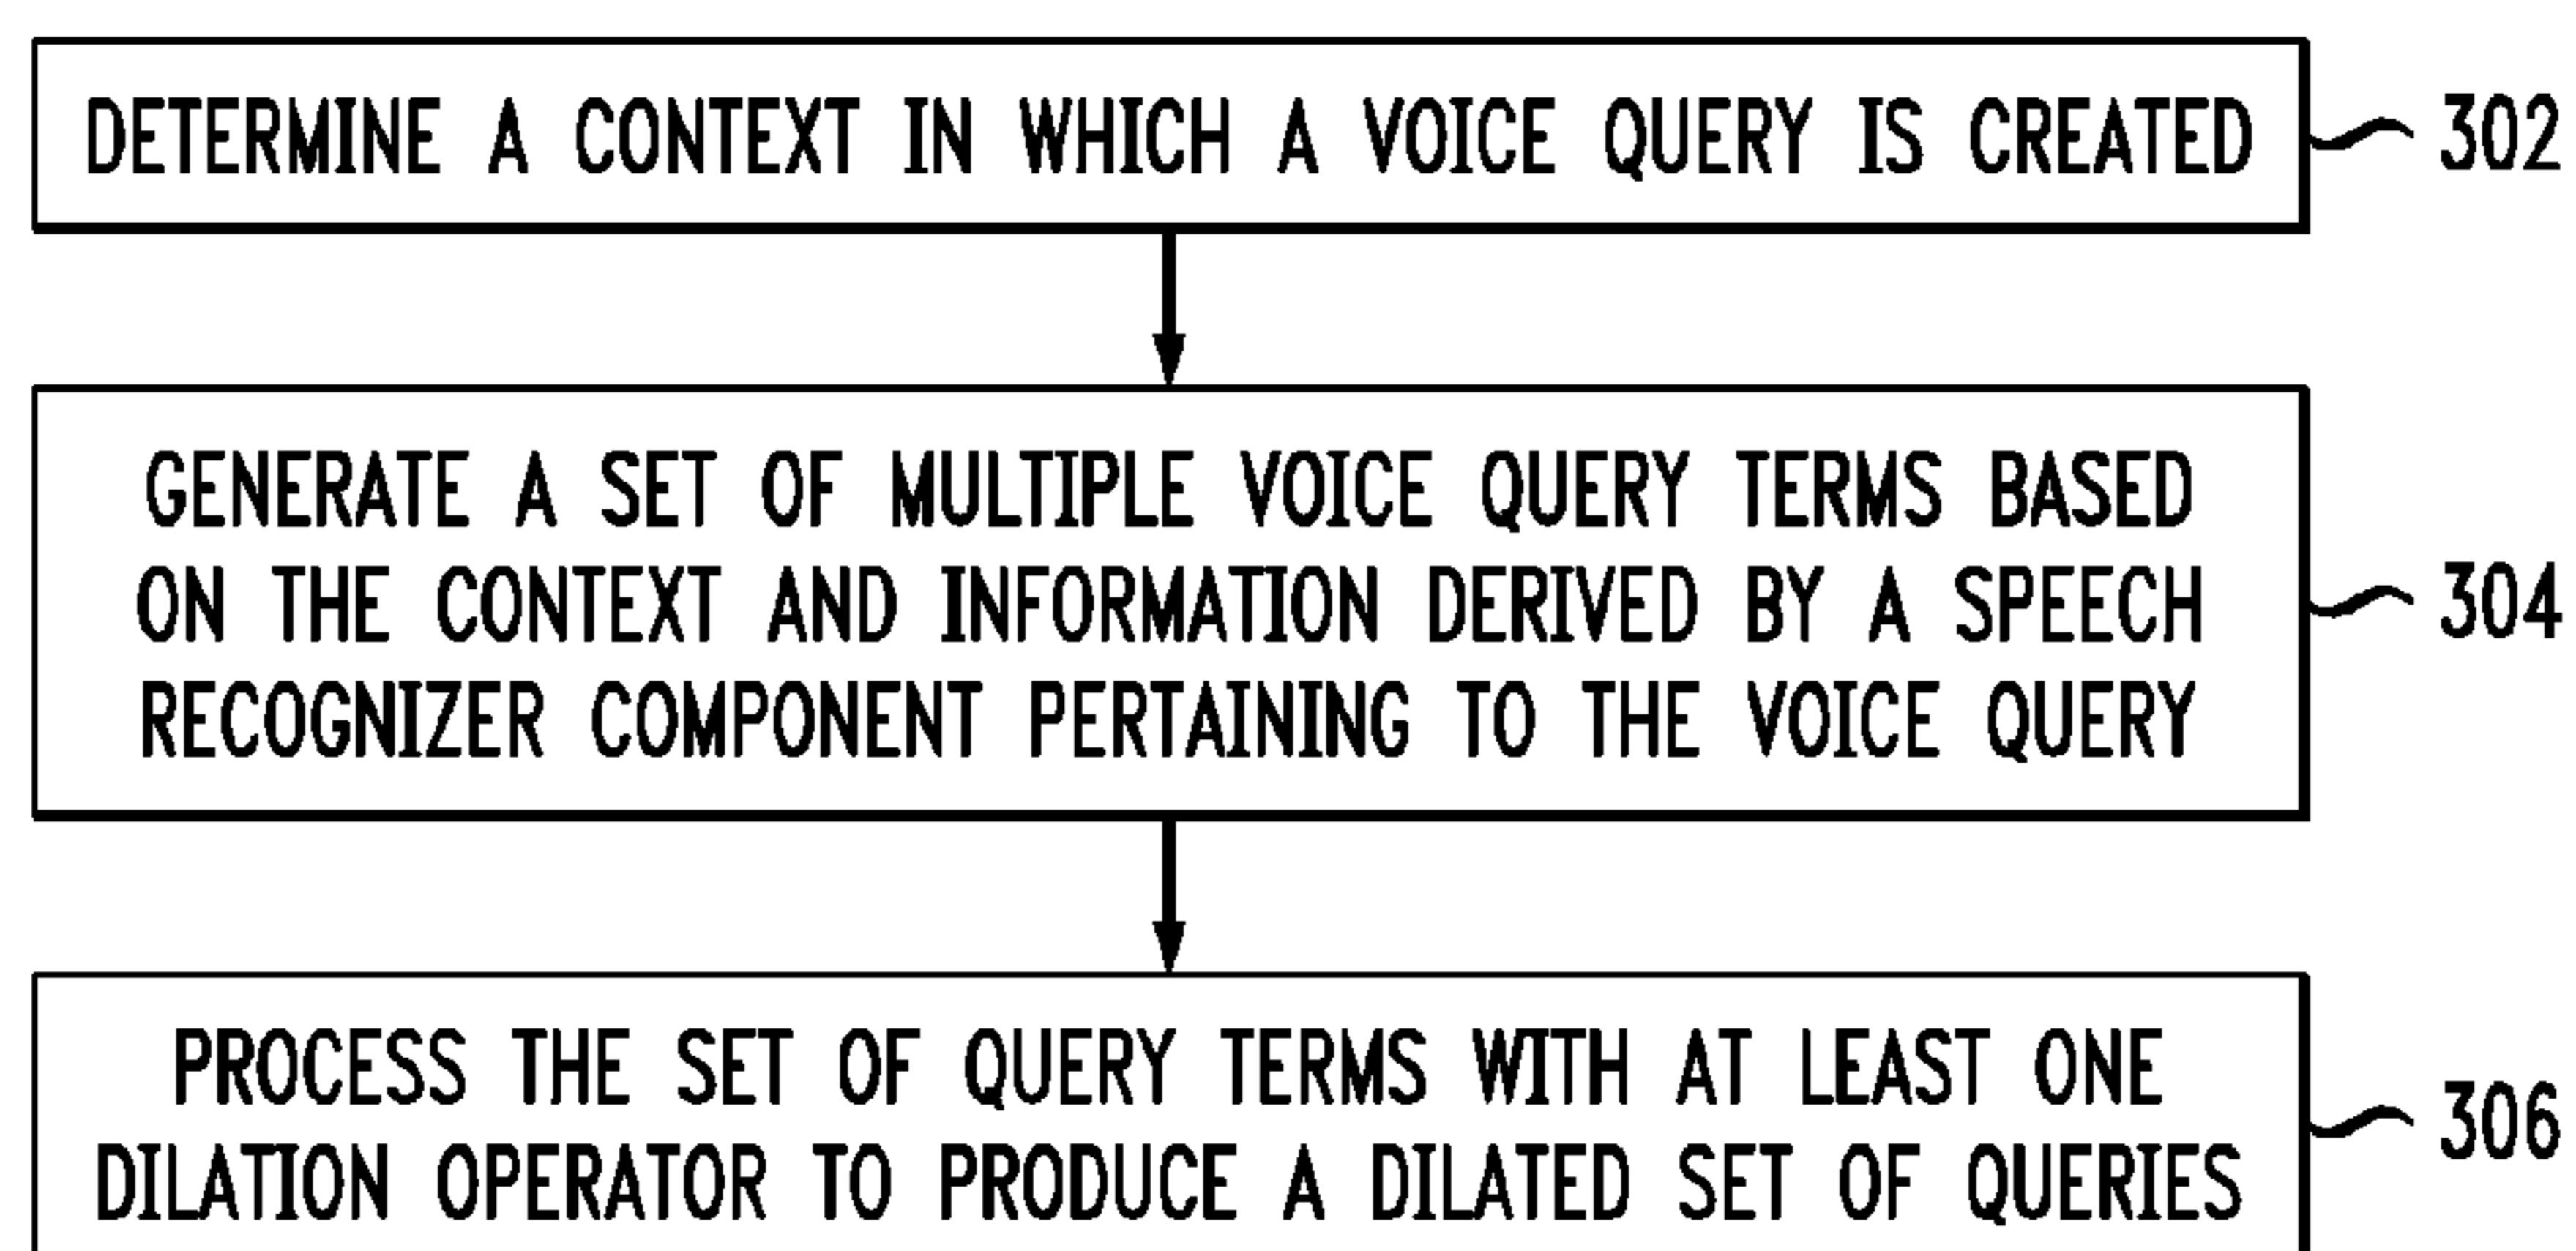 DETERMINE A CONTEXT IN WHICH A VOICE QUERY IS CREATED
302
GENERATE A SET OF MULTIPLE VOICE QUERY TERMS BASED
ON THE CONTEXT AND INFORMATION DERIVED BY A SPEECH
RECOGNIZER COMPONENT PERTAINING TO THE VOICE QUERY
304
PROCESS THE SET OF QUERY TERMS WITH AT LEAST ONE
DILATION OPERATOR TO PRODUCE A DILATED SET OF QUERIES
306